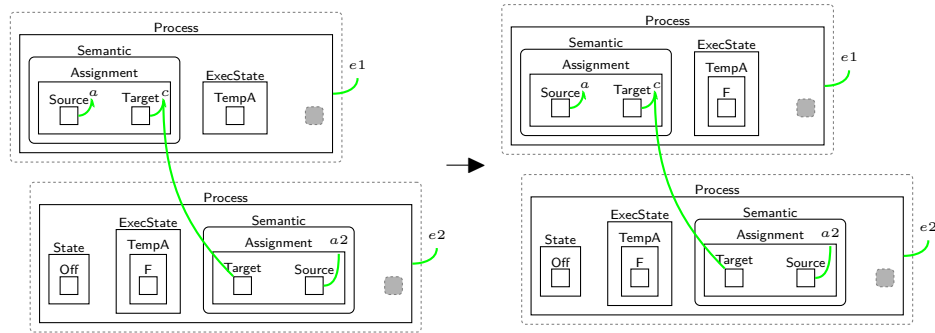 Process
Semantic
Assignment
Source a Target c
ExecState
TempA
e1
Process
State
Off
ExecState
TempA
F
Semantic
Assignment a2
Target Source
e2
Process
Semantic
Assignment
Source a Target c
ExecState
TempA
F
e1
Process
State
Off
ExecState
TempA
F
Semantic
Assignment a2
Target Source
e2